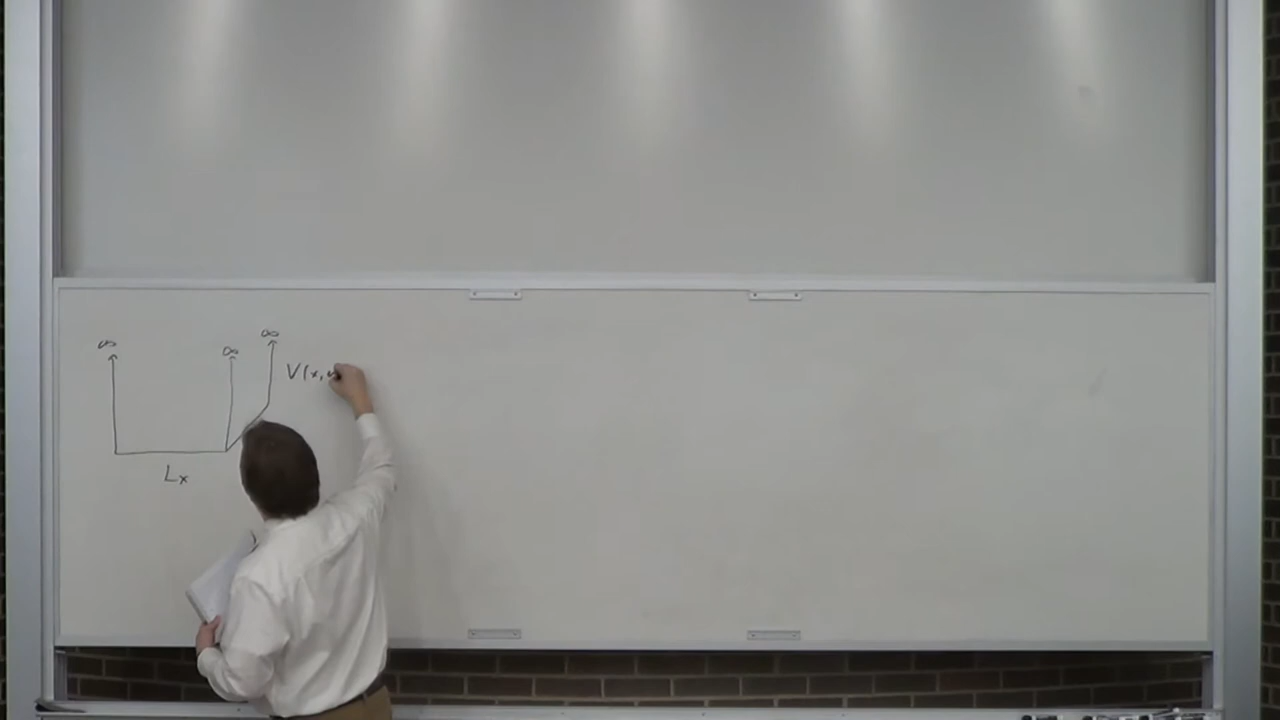 ∞ ∞ ∞
V(x,
Lx